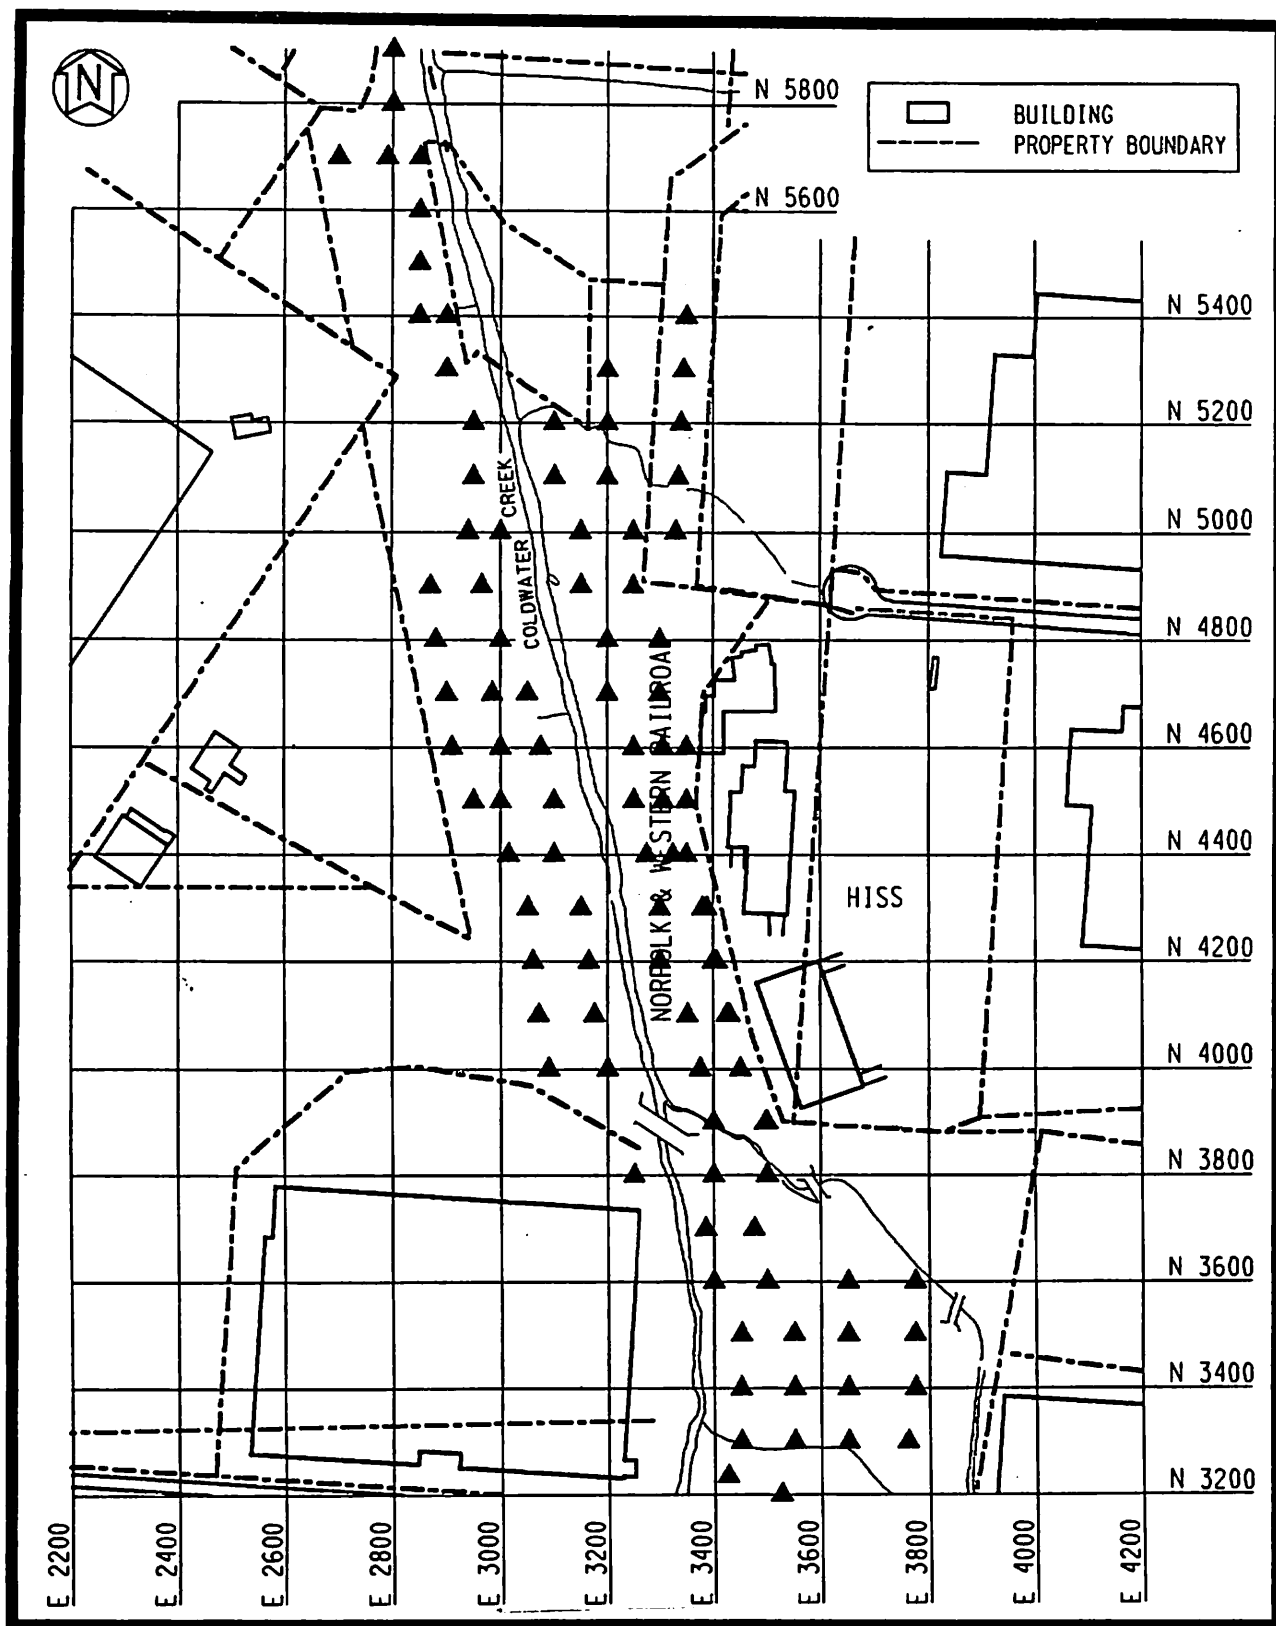 N
N 5800
BUILDING
PROPERTY BOUNDARY
N 5600
N 5400
N 5200
N 5000
N 4800
N 4600
N 4400
N 4200
N 4000
N 3800
N 3600
N 3400
N 3200
COLDWATER CREEK
NORFOLK & WESTERN RAILROAD
HISS
E 2200
E 2400
E 2600
E 2800
E 3000
E 3200
E 3400
E 3600
E 3800
E 4000
E 4200